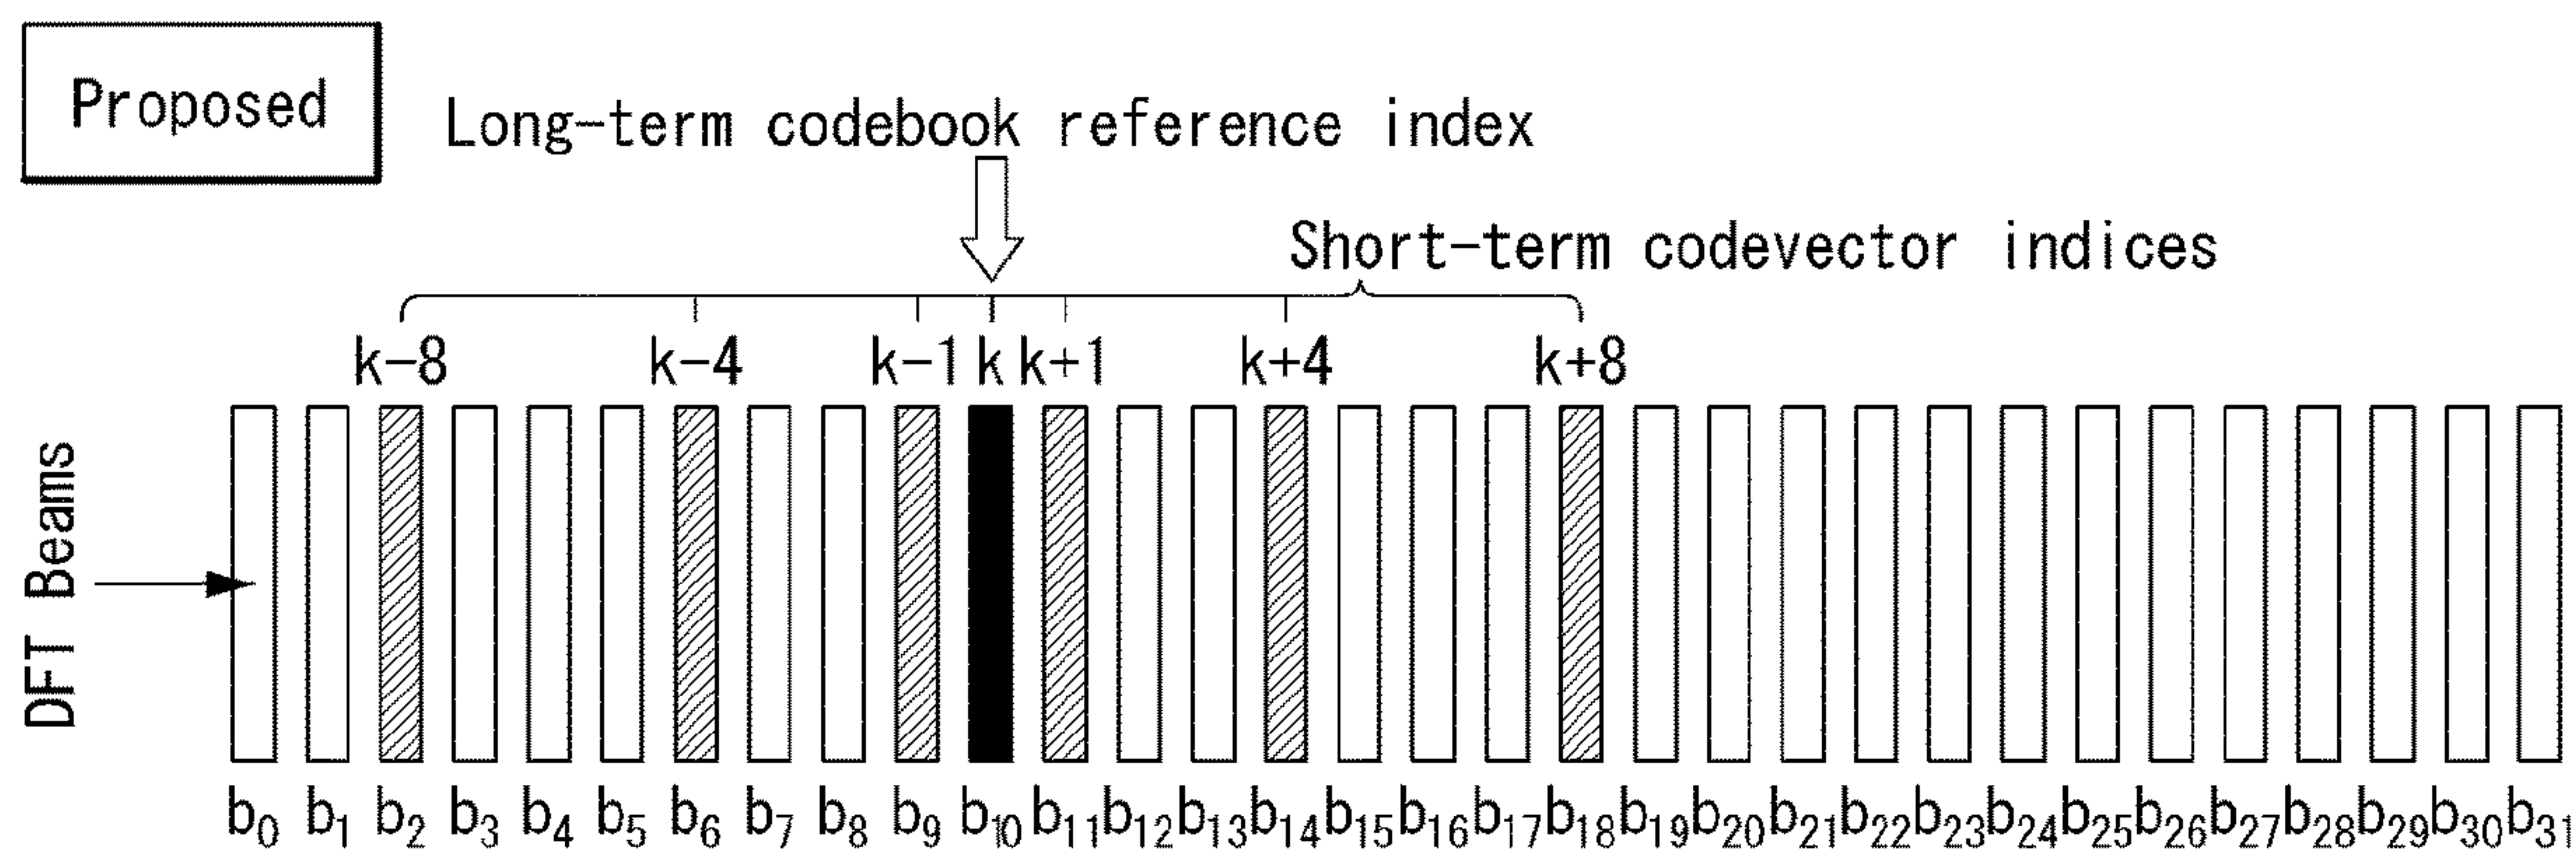 Proposed
Long-term codebook reference index
Short-term codevector indices
k-8 k-4 k-1 k k+1 k+4 k+8
DFT Beams
b0 b1 b2 b3 b4 b5 b6 b7 b8 b9 b10 b11 b12 b13 b14 b15 b16 b17 b18 b19 b20 b21 b22 b23 b24 b25 b26 b27 b28 b29 b30 b31